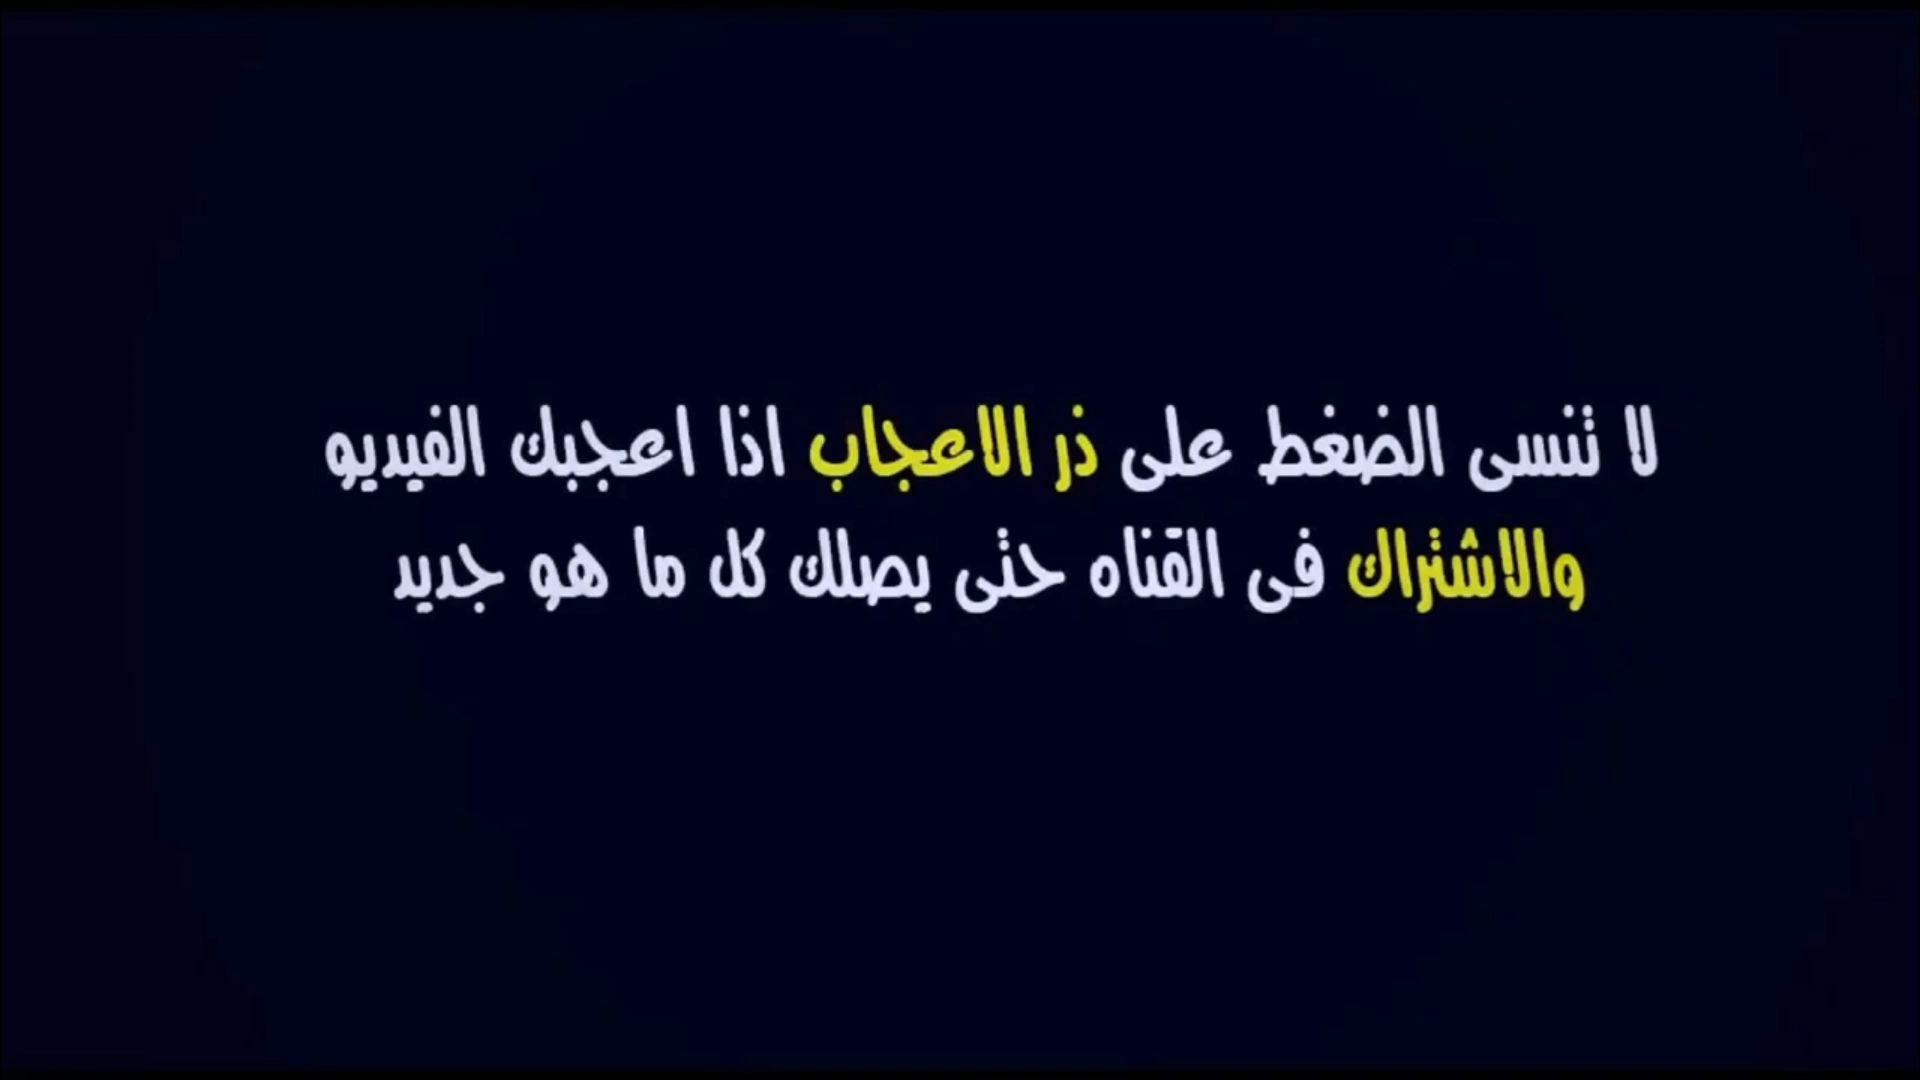 لا تنسى الضغط على ذر الاعجاب اذا اعجبك الفيديو
والاشتراك فى القناه حتى يصلك كل ما هو جديد